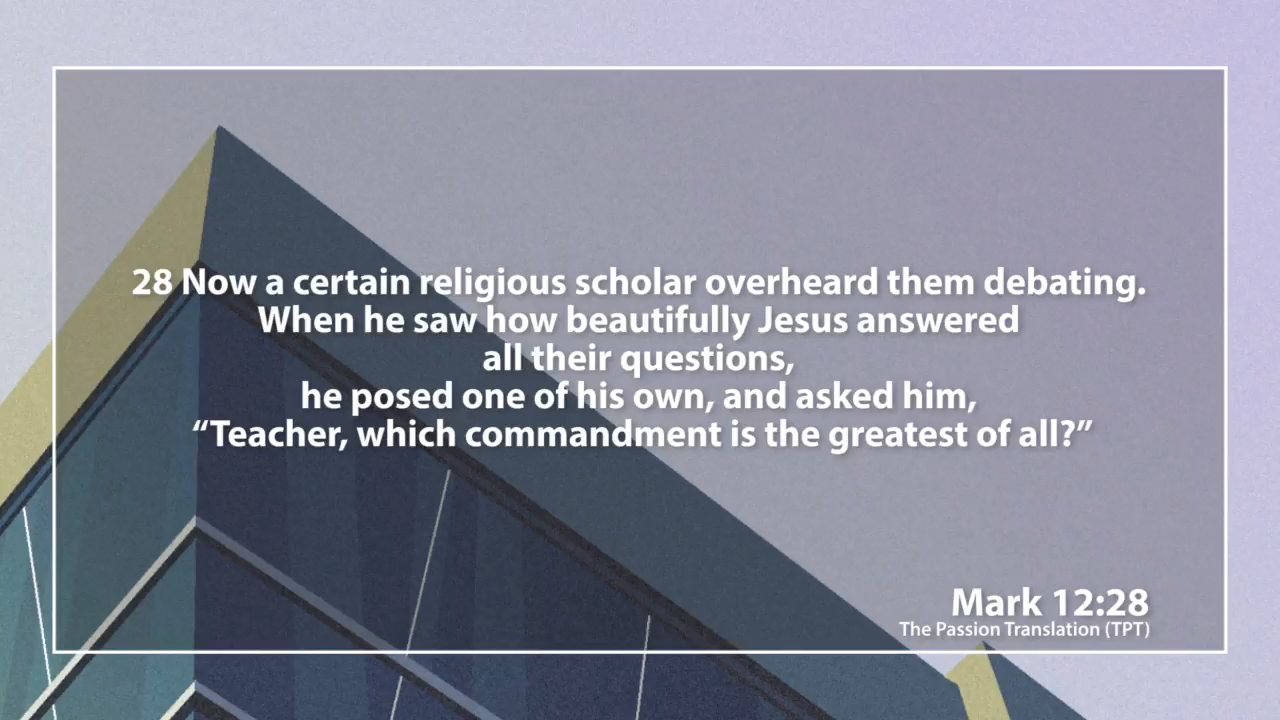 28 Now a certain religious scholar overheard them debating.
When he saw how beautifully Jesus answered
all their questions,
he posed one of his own, and asked him,
“Teacher, which commandment is the greatest of all?”
Mark 12:28
The Passion Translation (TPT)